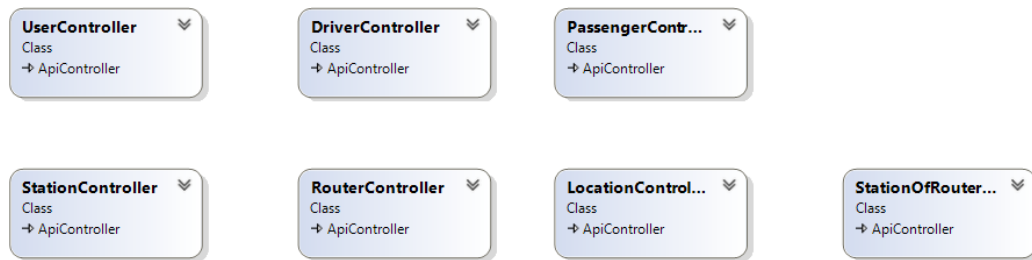 UserController
Class
ApiController
DriverController
Class
ApiController
PassengerContr...
Class
ApiController
StationController
Class
ApiController
RouterController
Class
ApiController
LocationControl...
Class
ApiController
StationOfRouter...
Class
ApiController